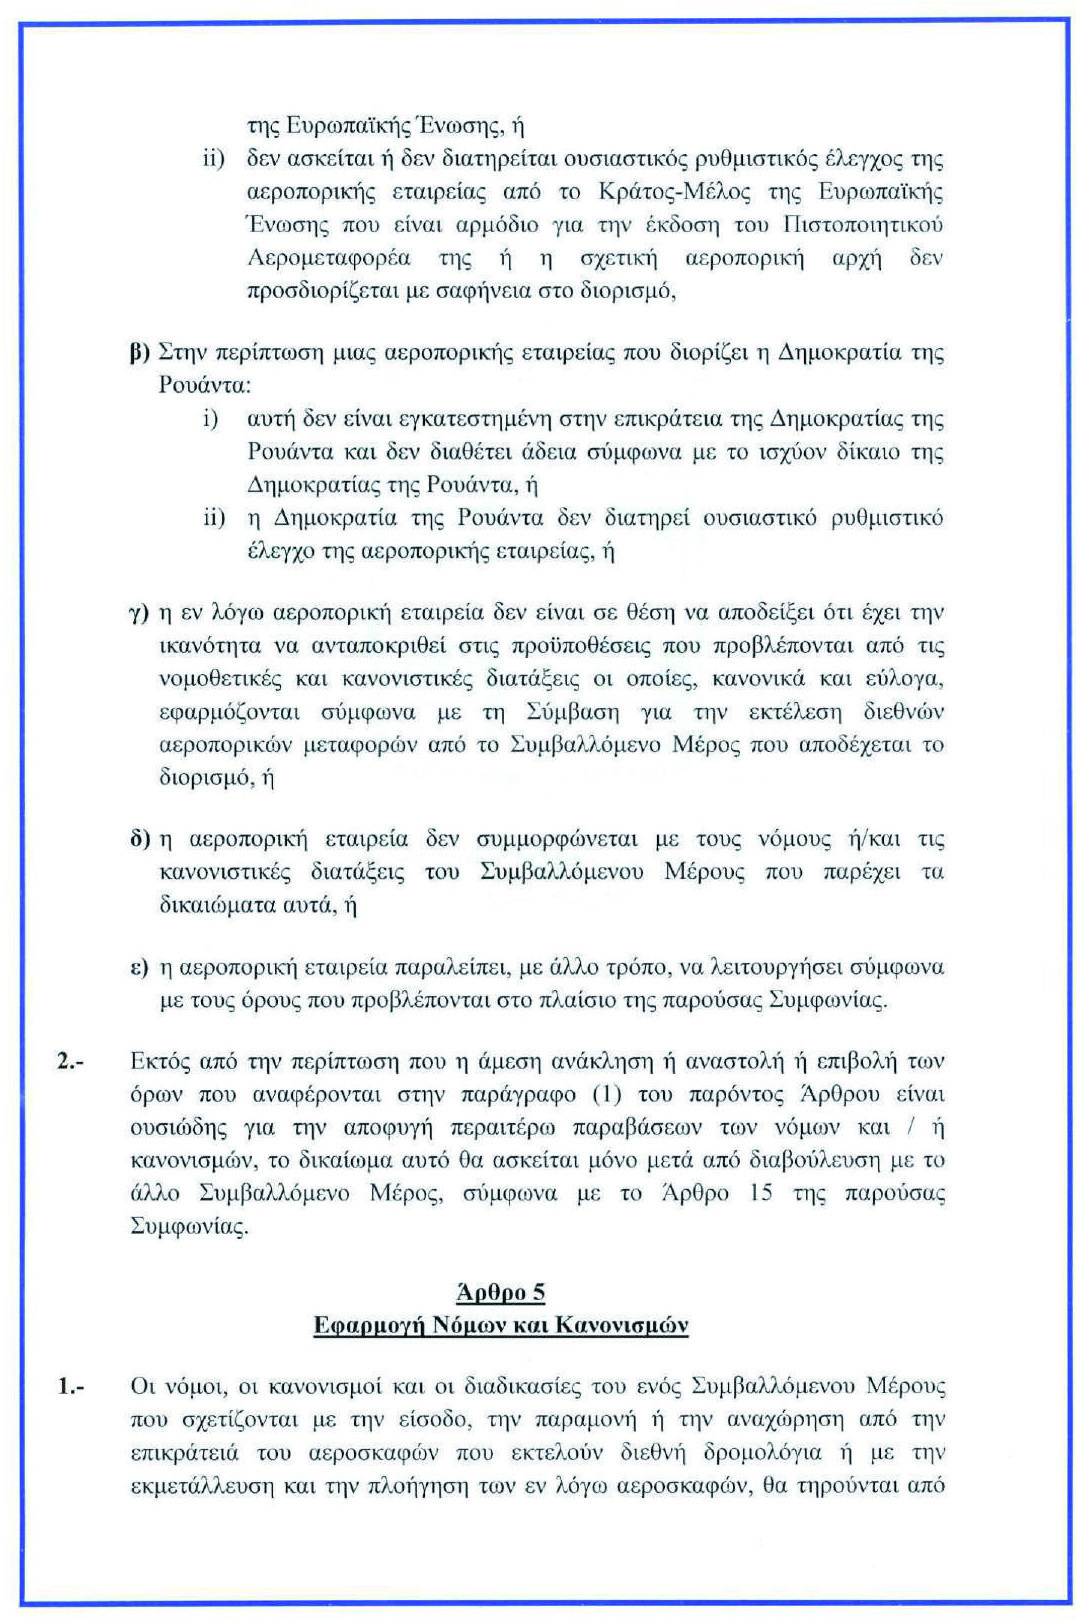 της Ευρωπαϊκής Ένωσης, ή
ii) δεν ασκείται ή δεν διατηρείται ουσιαστικός ρυθμιστικός έλεγχος της
αεροπορικής εταιρείας από το Κράτος-Μέλος της Ευρωπαϊκής
Ένωσης που είναι αρμόδιο για την έκδοση του Πιστοποιητικού
Αερομεταφορέα της ή η σχετική αεροπορική αρχή δεν
προσδιορίζεται με σαφήνεια στο διορισμό,
β) Στην περίπτωση μιας αεροπορικής εταιρείας που διορίζει η Δημοκρατία της
Ρουάντα:
i) αυτή δεν είναι εγκατεστημένη στην επικράτεια της Δημοκρατίας της
Ρουάντα και δεν διαθέτει άδεια σύμφωνα με το ισχύον δίκαιο της
Δημοκρατίας της Ρουάντα, ή
ii) η Δημοκρατία της Ρουάντα δεν διατηρεί ουσιαστικό ρυθμιστικό
έλεγχο της αεροπορικής εταιρείας, ή
γ) η εν λόγω αεροπορική εταιρεία δεν είναι σε θέση να αποδείξει ότι έχει την
ικανότητα να ανταποκριθεί στις προϋποθέσεις που προβλέπονται από τις
νομοθετικές και κανονιστικές διατάξεις οι οποίες, κανονικά και εύλογα,
εφαρμόζονται σύμφωνα με τη Σύμβαση για την εκτέλεση διεθνών
αεροπορικών μεταφορών από το Συμβαλλόμενο Μέρος που αποδέχεται το
διορισμό, ή
δ) η αεροπορική εταιρεία δεν συμμορφώνεται με τους νόμους ή/και τις
κανονιστικές διατάξεις του Συμβαλλόμενου Μέρους που παρέχει τα
δικαιώματα αυτά, ή
ε) η αεροπορική εταιρεία παραλείπει, με άλλο τρόπο, να λειτουργήσει σύμφωνα
με τους όρους που προβλέπονται στο πλαίσιο της παρούσας Συμφωνίας.
2.- Εκτός από την περίπτωση που η άμεση ανάκληση ή αναστολή ή επιβολή των
όρων που αναφέρονται στην παράγραφο (1) του παρόντος Άρθρου είναι
ουσιώδης για την αποφυγή περαιτέρω παραβάσεων των νόμων και / ή
κανονισμών, το δικαίωμα αυτό θα ασκείται μόνο μετά από διαβούλευση με το
άλλο Συμβαλλόμενο Μέρος, σύμφωνα με το Άρθρο 15 της παρούσας
Συμφωνίας.
Άρθρο 5
Εφαρμογή Νόμων και Κανονισμών
1.- Οι νόμοι, οι κανονισμοί και οι διαδικασίες του ενός Συμβαλλόμενου Μέρους
που σχετίζονται με την είσοδο, την παραμονή ή την αναχώρηση από την
επικράτειά του αεροσκαφών που εκτελούν διεθνή δρομολόγια ή με την
εκμετάλλευση και την πλοήγηση των εν λόγω αεροσκαφών, θα τηρούνται από